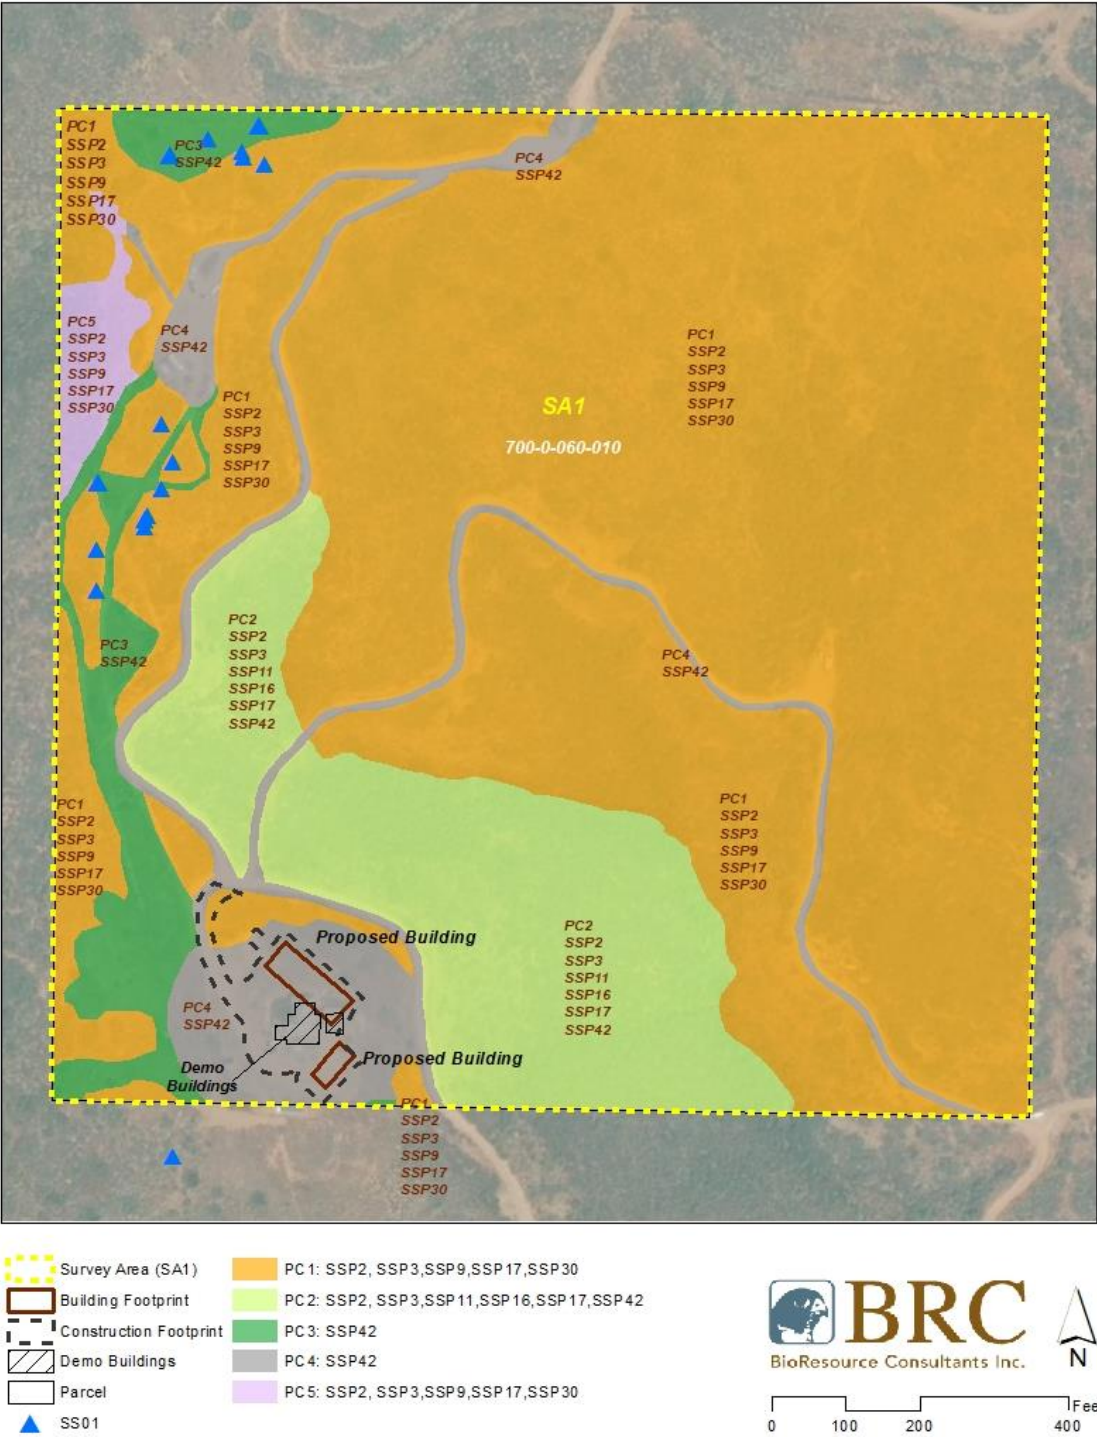 PC1
SSP2
SSP3
SSP9
SSP17
SSP30
PC3
SSP42
PC4
SSP42
PC5
SSP2
SSP3
SSP9
SSP17
SSP30
PC4
SSP42
PC1
SSP2
SSP3
SSP9
SSP17
SSP30
PC1
SSP2
SSP3
SSP9
SSP17
SSP30
SA1
700-0-060-010
PC2
SSP2
SSP3
SSP11
SSP16
SSP17
SSP42
PC3
SSP42
PC4
SSP42
PC1
SSP2
SSP3
SSP9
SSP17
SSP30
PC1
SSP2
SSP3
SSP9
SSP17
SSP30
PC2
SSP2
SSP3
SSP11
SSP16
SSP17
SSP42
Proposed Building
PC4
SSP42
Proposed Building
Demo
Buildings
PC1
SSP2
SSP3
SSP9
SSP17
SSP30
Survey Area (SA1)
Building Footprint
Construction Footprint
Demo Buildings
Parcel
SS01
PC1: SSP2, SSP3,SSP9,SSP17,SSP30
PC2: SSP2, SSP3,SSP11,SSP16,SSP17,SSP42
PC3: SSP42
PC4: SSP42
PC5: SSP2, SSP3,SSP9,SSP17,SSP30
BRC
BioResource Consultants Inc.
N
Fee
0 100 200 400